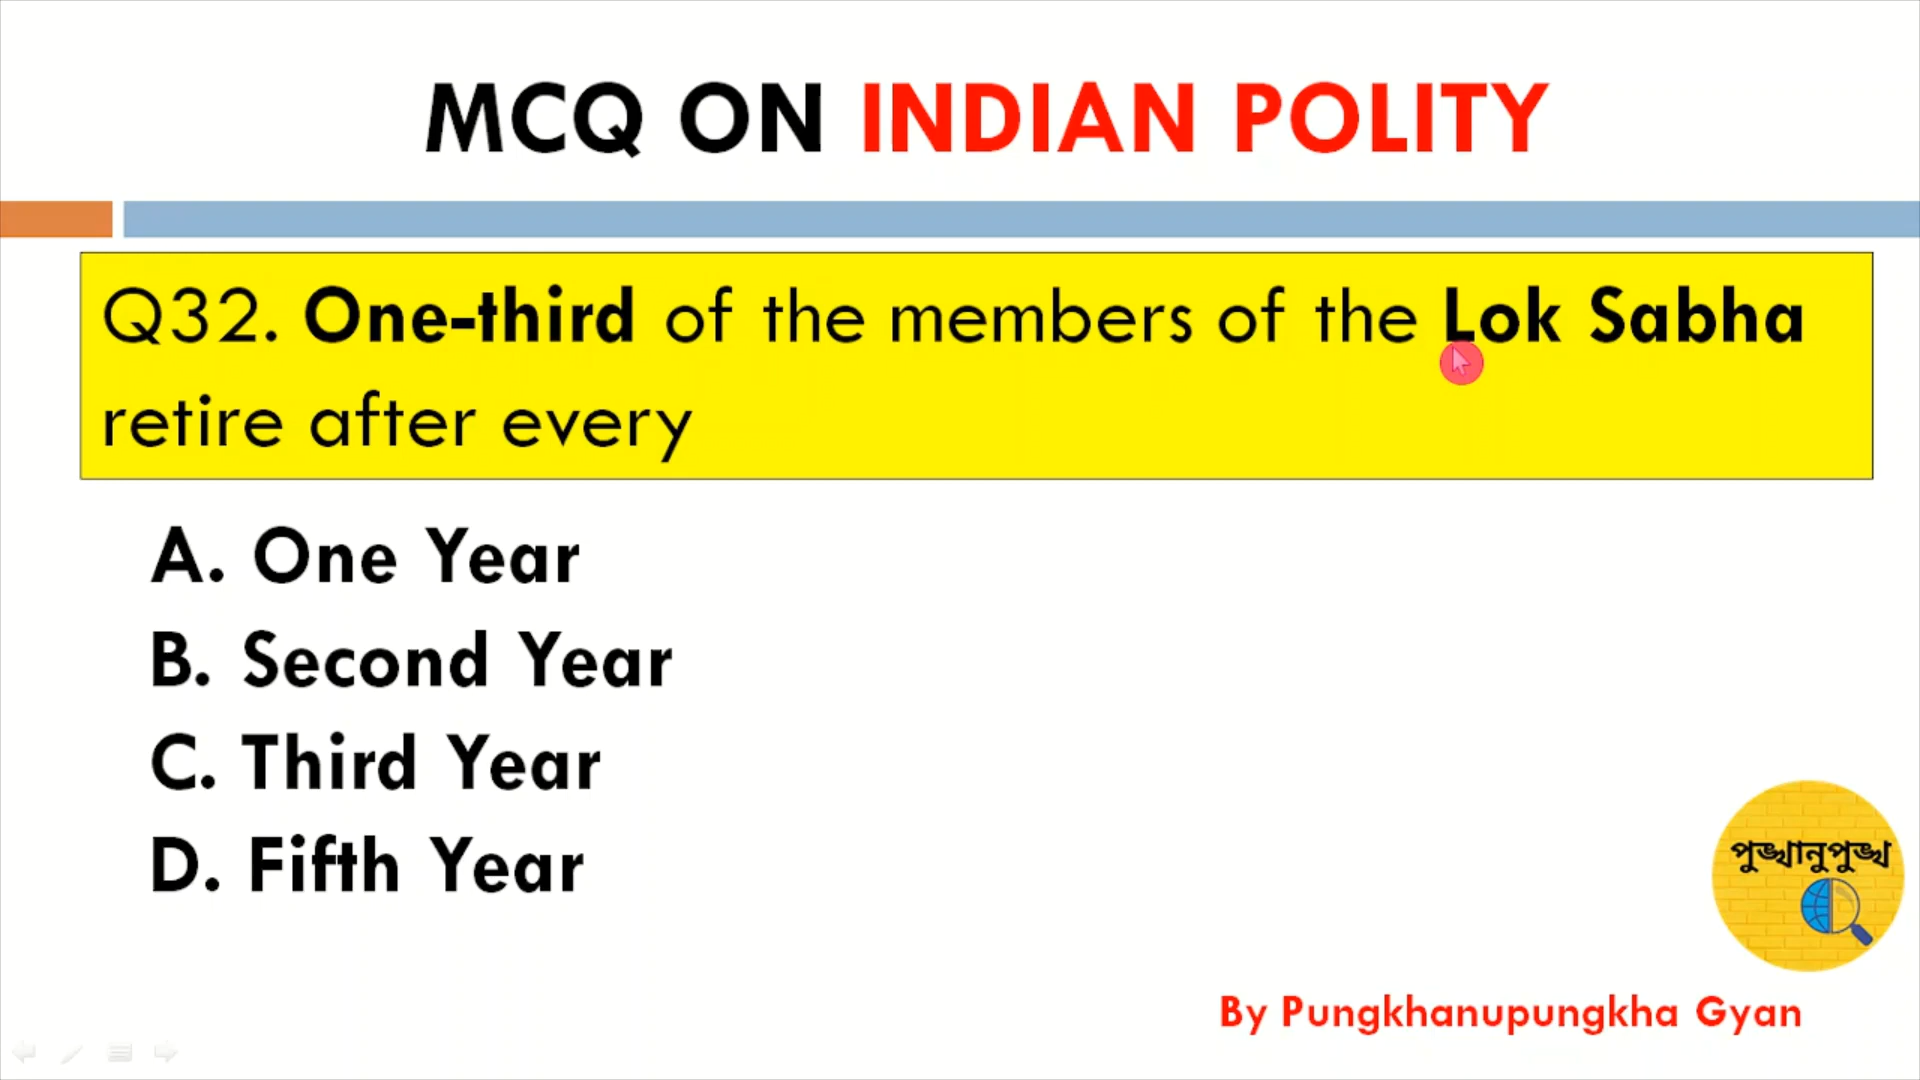 MCQ ON INDIAN POLITY
Q32. One-third of the members of the Lok Sabha
retire after every
A. One Year
B. Second Year
C. Third Year
D. Fifth Year
পুঙ্খানুপুঙ্খ
By Pungkhanupungkha Gyan